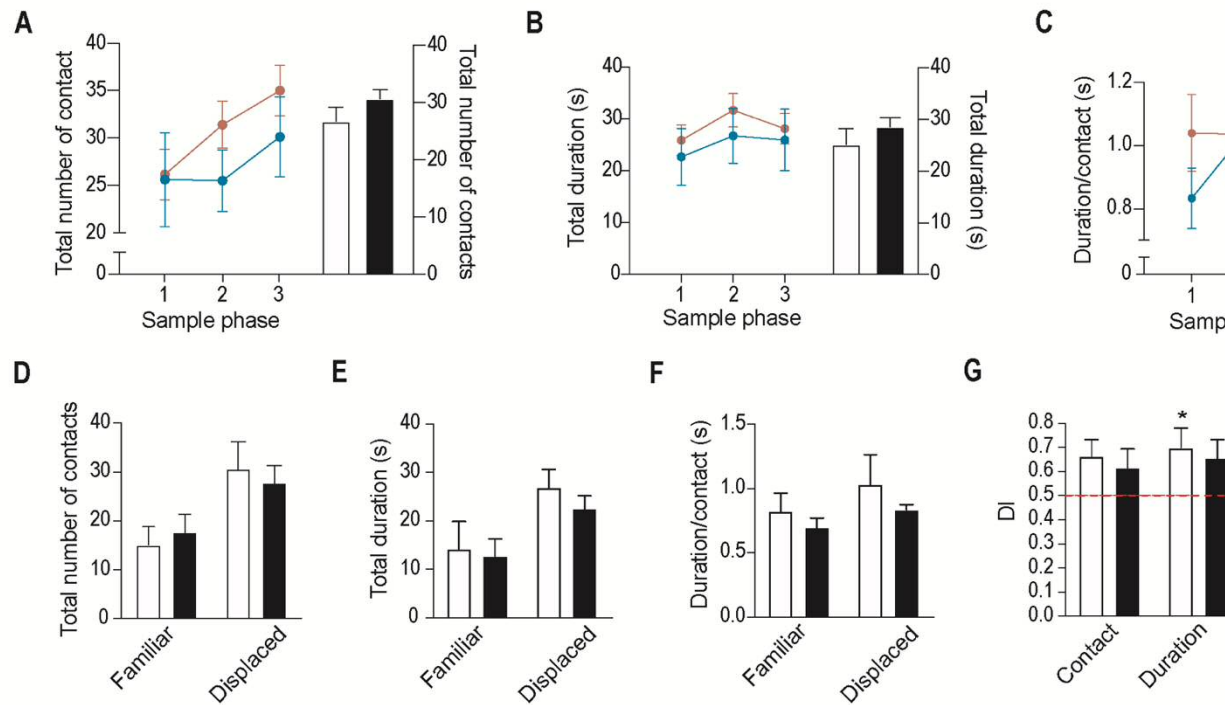 A
Total number of contact
40
35
30
25
20
0
1
2
3
Sample phase
40
30
20
10
0
Total number of contacts
B
Total duration (s)
40
30
20
10
0
1
2
3
Sample phase
40
30
20
10
0
Total duration (s)
C
Duration/contact (s)
1.2
1.0
0.8
0
1
Samp
D
Total number of contacts
40
30
20
10
0
Familiar
Displaced
E
Total duration (s)
40
30
20
10
0
Familiar
Displaced
F
Duration/contact (s)
1.5
1.0
0.5
0.0
Familiar
Displaced
G
DI
0.8
0.7
0.6
0.5
0.4
0.3
0.2
0.1
0.0
*
Contact
Duration